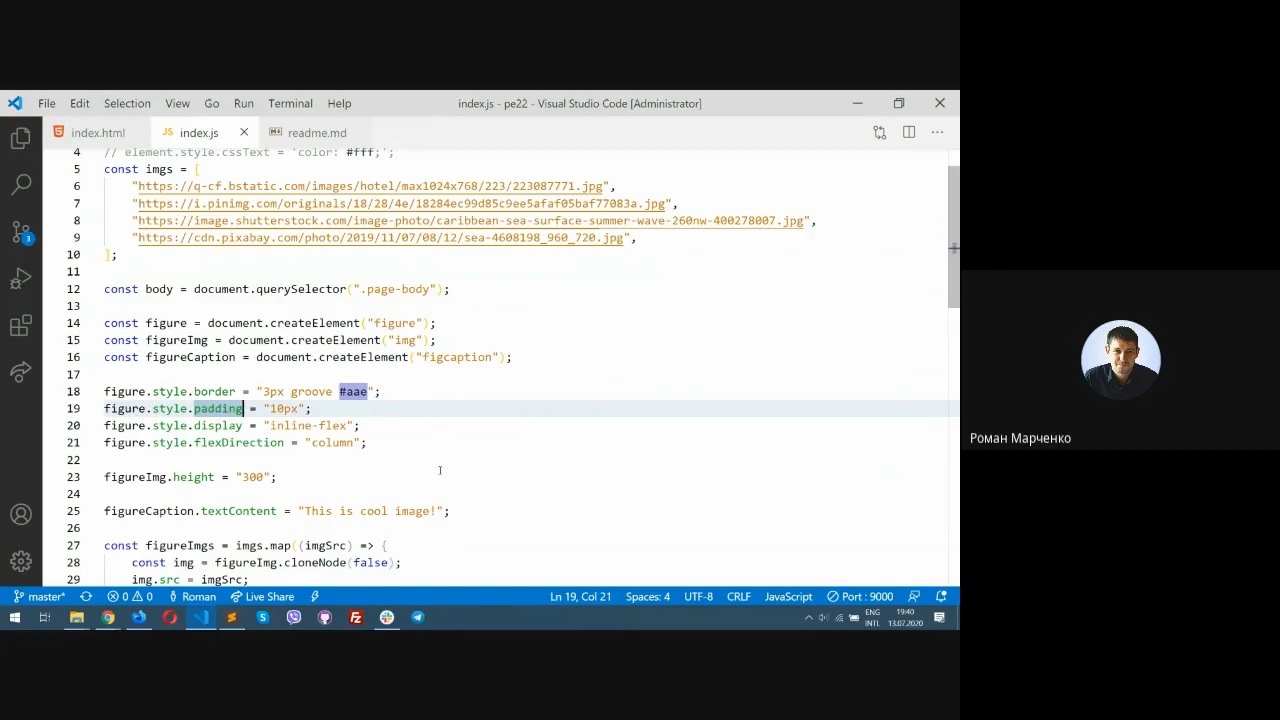 File Edit Selection View Go Run Terminal Help
index.js - pe22 - Visual Studio Code [Administrator]
index.html JS index.js readme.md
4 // element.style.cssText = 'color: #fff;';
5 const imgs = [
6 "https://q-cf.bstatic.com/images/hotel/max1024x768/223/223087771.jpg",
7 "https://i.pinimg.com/originals/18/28/4e/18284ec99d85c9ee5afaf05baf77083a.jpg",
8 "https://image.shutterstock.com/image-photo/caribbean-sea-surface-summer-wave-260nw-400278007.jpg",
9 "https://cdn.pixabay.com/photo/2019/11/07/08/12/sea-4608198_960_720.jpg",
10 ];
11
12 const body = document.querySelector(".page-body");
13
14 const figure = document.createElement("figure");
15 const figureImg = document.createElement("img");
16 const figureCaption = document.createElement("figcaption");
17
18 figure.style.border = "3px groove #aae";
19 figure.style.padding = "10px";
20 figure.style.display = "inline-flex";
21 figure.style.flexDirection = "column";
22
23 figureImg.height = "300";
24
25 figureCaption.textContent = "This is cool image!";
26
27 const figureImgs = imgs.map((imgSrc) => {
28 const img = figureImg.cloneNode(false);
29 img.src = imgSrc;
3
master* 0 0 Roman Live Share Ln 19, Col 21 Spaces: 4 UTF-8 CRLF JavaScript Port : 9000
ENG 19:40
INTL 13.07.2020
Роман Марченко